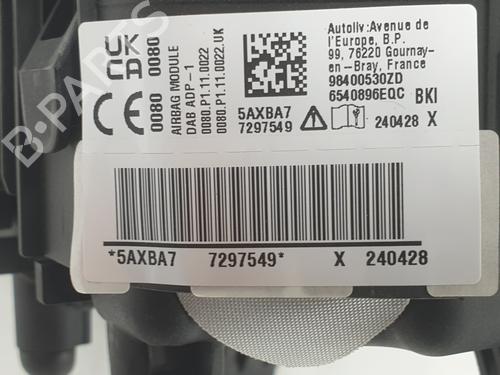 UK
CA
0080
CE
0080
AIRBAG MODULE
DAB ADP-1
0080.P1.11.0022
0080.P1.11.0022.UK
5AXBA7
7297549
Autoliv:Avenue de
l'Europe, B.P.
99, 76220 Gournay-
en-Bray, France
98400530ZD
6540896EQC BKI
240428 X
*5AXBA7 7297549* X 240428
B-PARTS